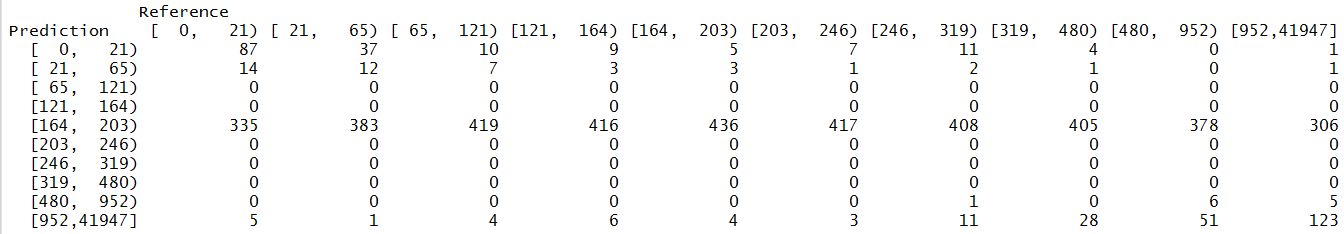 Reference
Prediction     [  0,   21) [ 21,   65) [ 65,  121) [121,  164) [164,  203) [203,  246) [246,  319) [319,  480) [480,  952) [952,41947]
  [  0,   21)          87          37          10           9           5           7          11           4           0           1
  [ 21,   65)          14          12           7           3           3           1           2           1           0           1
  [ 65,  121)           0           0           0           0           0           0           0           0           0           0
  [121,  164)           0           0           0           0           0           0           0           0           0           0
  [164,  203)         335         383         419         416         436         417         408         405         378         306
  [203,  246)           0           0           0           0           0           0           0           0           0           0
  [246,  319)           0           0           0           0           0           0           0           0           0           0
  [319,  480)           0           0           0           0           0           0           0           0           0           0
  [480,  952)           0           0           0           0           0           0           1           0           6           5
  [952,41947]           5           1           4           6           4           3          11          28          51         123